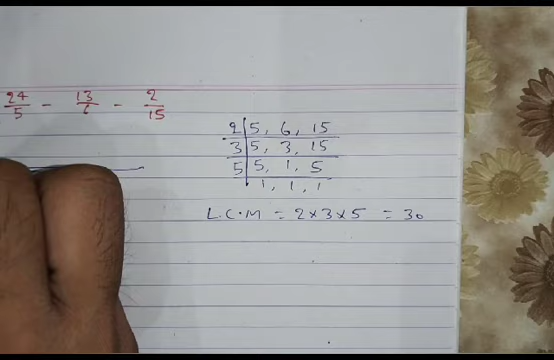 24/5 - 13/6 - 2/15
2 | 5, 6, 15
3 | 5, 3, 15
5 | 5, 1, 5
1, 1, 1
L.C.M = 2×3×5 = 30